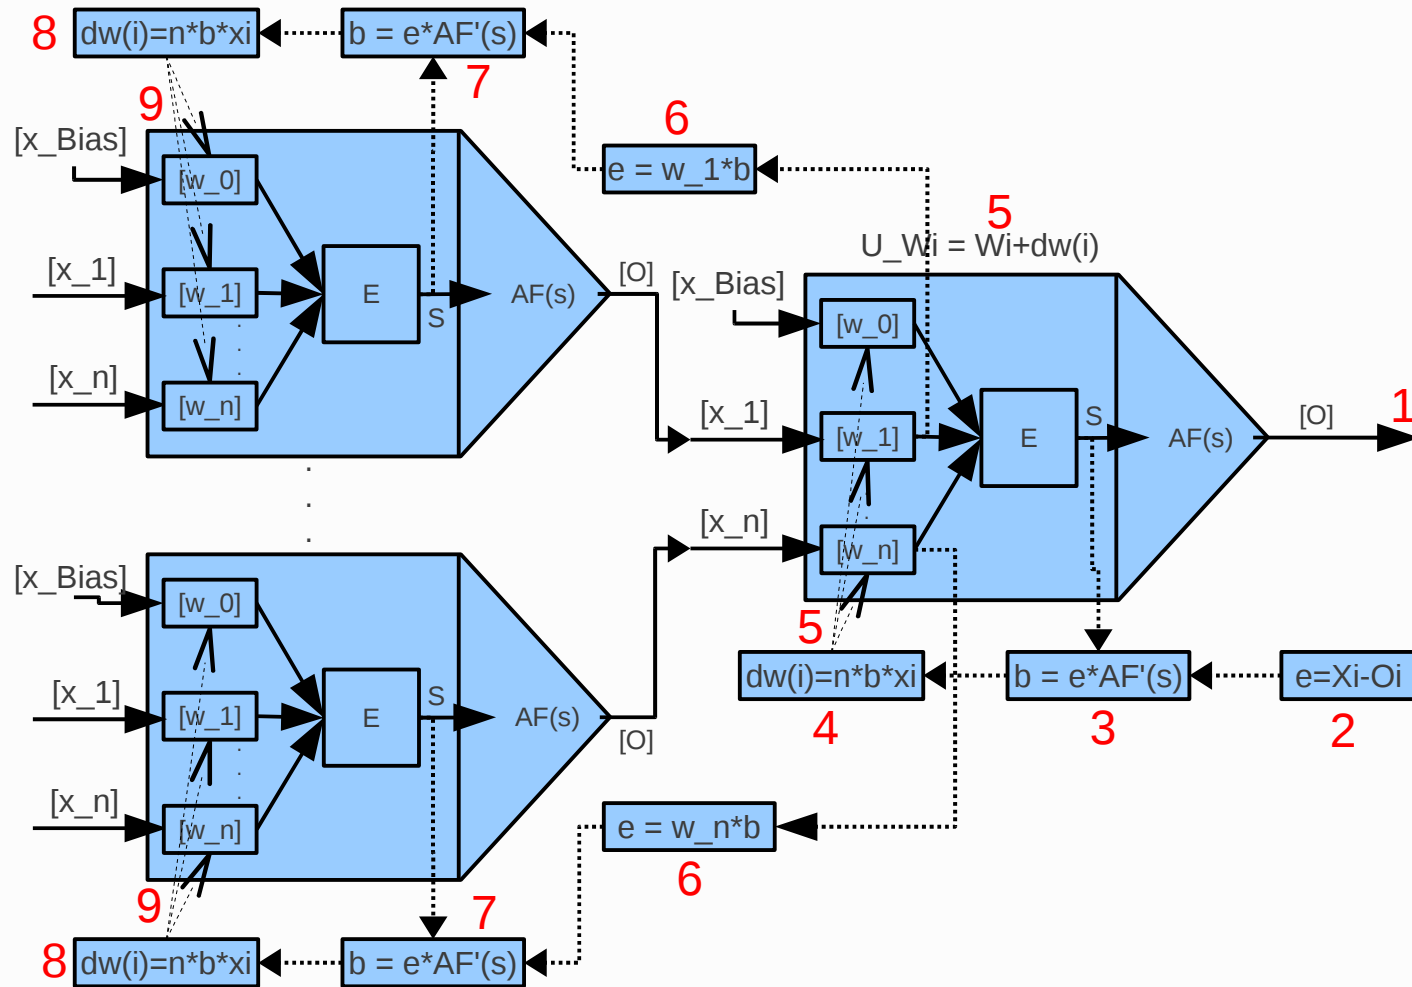 8
dw(i)=n*b*xi
b = e*AF'(s)
7
9
6
[x_Bias]
e = w_1*b
[w_0]
5
U_Wi = Wi+dw(i)
[x_1]
[w_1]
E
S
AF(s)
[O]
[x_Bias]
[w_0]
[x_n]
[w_n]
[x_1]
[w_1]
E
S
AF(s)
[O]
1
[x_n]
[w_n]
[x_Bias]
[w_0]
5
dw(i)=n*b*xi
b = e*AF'(s)
e=Xi-Oi
4
3
2
[x_1]
[w_1]
E
S
AF(s)
[O]
[x_n]
[w_n]
e = w_n*b
6
9
7
8
dw(i)=n*b*xi
b = e*AF'(s)